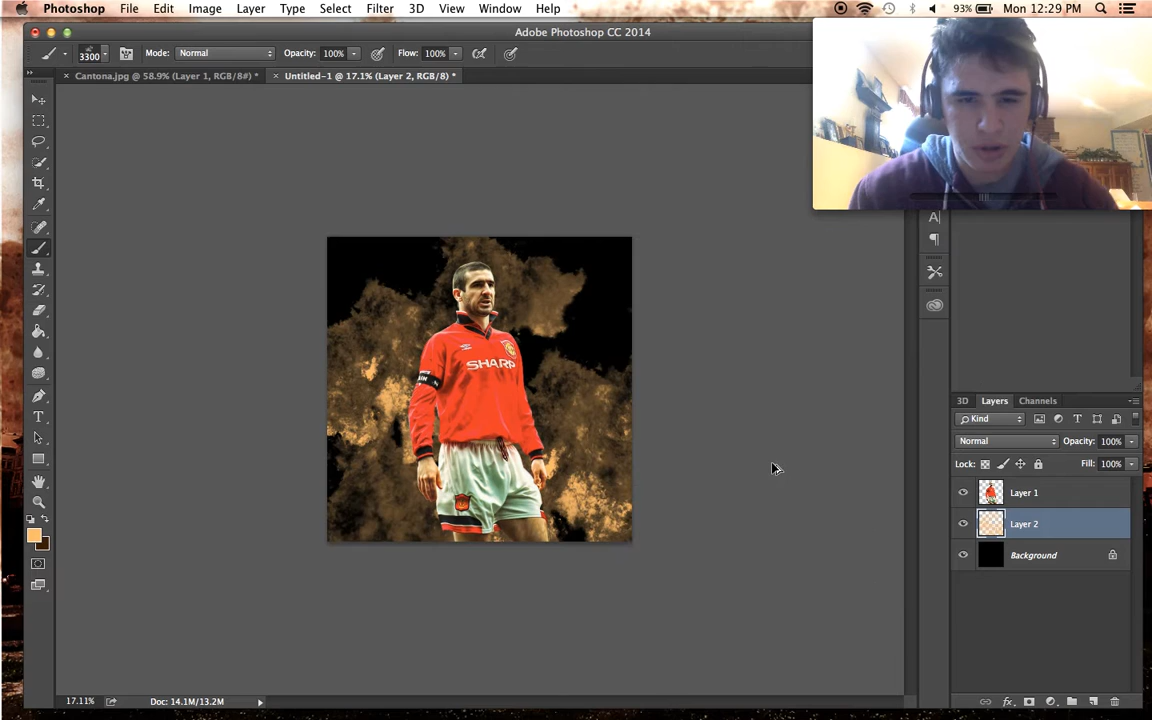 Photoshop File Edit Image Layer Type Select Filter 3D View Window Help 93% Mon 12:29 PM
Adobe Photoshop CC 2014
3300 Mode: Normal Opacity: 100% Flow: 100%
× Cantona.jpg @ 58.9% (Layer 1, RGB/8#) * × Untitled-1 @ 17.1% (Layer 2, RGB/8) *
SHARP
3D Layers Channels
Kind
Normal Opacity: 100%
Lock: Fill: 100%
Layer 1
Layer 2
Background
17.11% Doc: 14.1M/13.2M